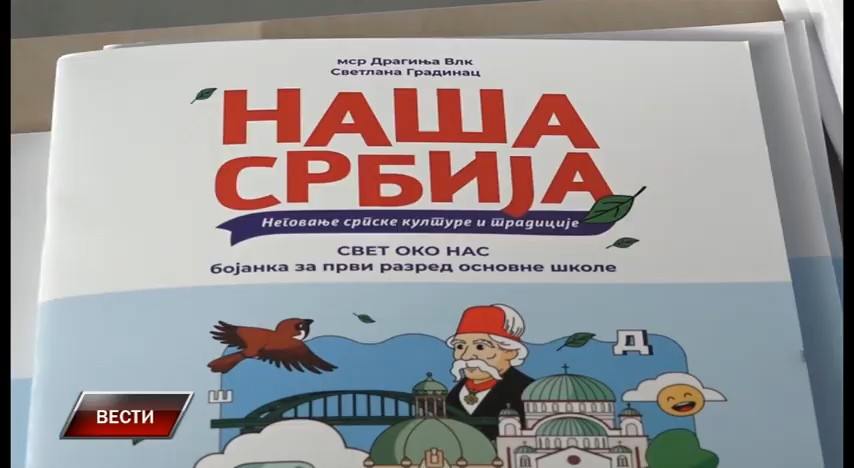 мср Драгиња Влк
Светлана Градинац
НАША
СРБИЈА
Неговање српске културе и традиције
СВЕТ ОКО НАС
бојанка за први разред основне школе
Д
Ш
ВЕСТИ